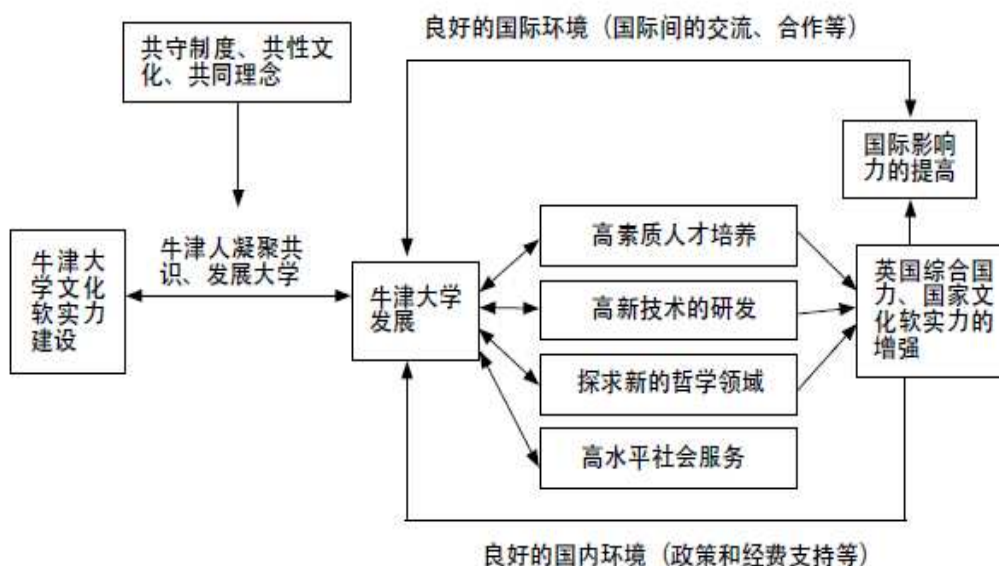 良好的国际环境（国际间的交流、合作等）
共守制度、共性文
化、共同理念
国际影响
力的提高
牛津人凝聚共
识、发展大学
牛津大
学文化
软实力
建设
牛津大学
发展
高素质人才培养
高新技术的研发
探求新的哲学领域
高水平社会服务
英国综合国
力、国家文
化软实力的
增强
良好的国内环境（政策和经费支持等）